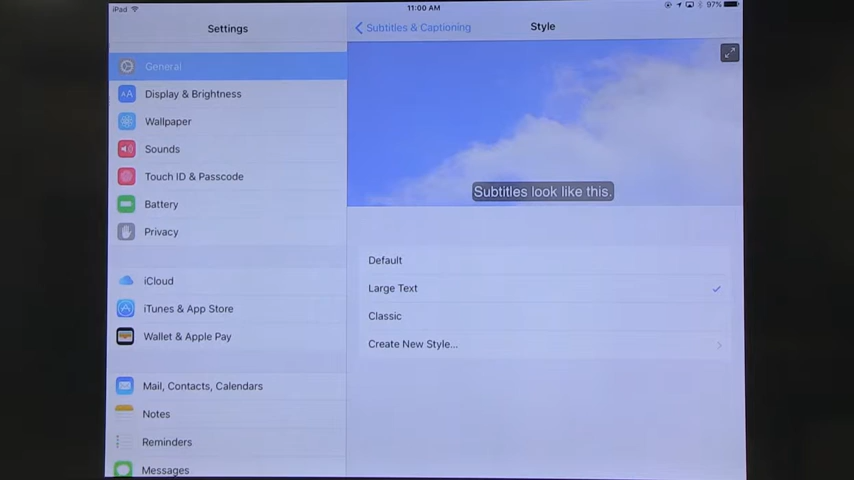 iPad
11:00 AM
97%
Settings
Subtitles & Captioning
Style
General
Display & Brightness
Wallpaper
Sounds
Touch ID & Passcode
Battery
Privacy
iCloud
iTunes & App Store
Wallet & Apple Pay
Mail, Contacts, Calendars
Notes
Reminders
Messages
Subtitles look like this.
Default
Large Text
Classic
Create New Style...